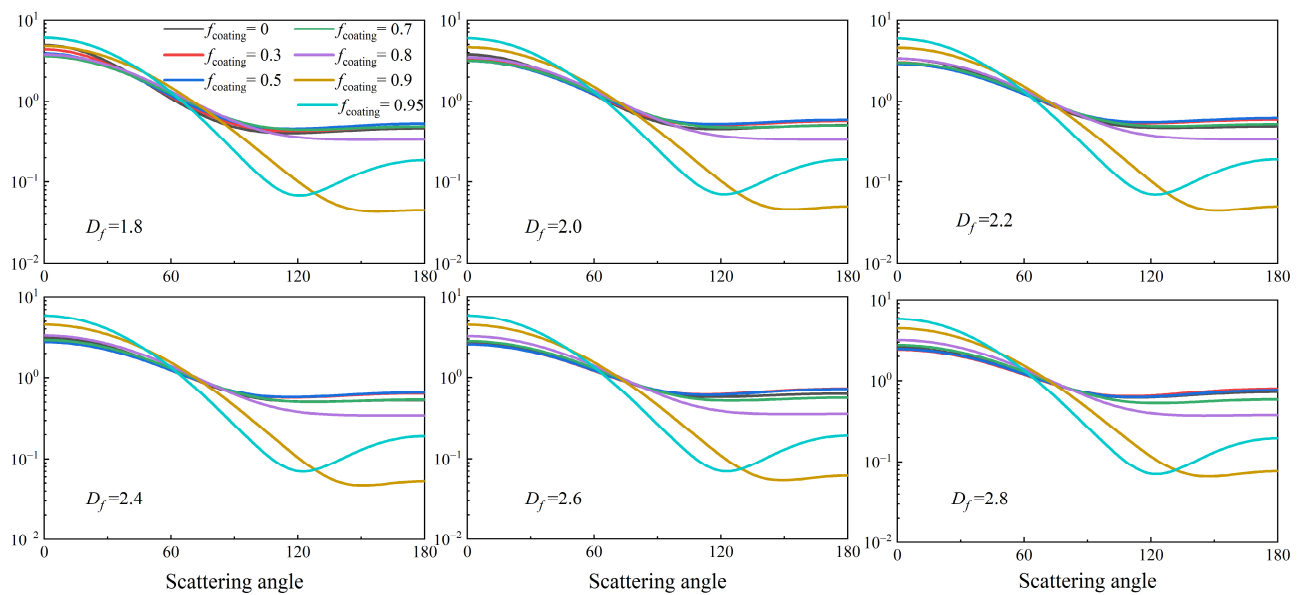 10^1
10^0
10^-1
10^-2
0 60 120 180
f_coating= 0
f_coating= 0.3
f_coating= 0.5
f_coating= 0.7
f_coating= 0.8
f_coating= 0.9
f_coating= 0.95
D_f=1.8
10^1
10^0
10^-1
10^-2
0 60 120 180
D_f=2.0
10^1
10^0
10^-1
10^-2
0 60 120 180
D_f=2.2
10^1
10^0
10^-1
10^-2
0 60 120 180
D_f=2.4
Scattering angle
10^1
10^0
10^-1
10^-2
0 60 120 180
D_f=2.6
Scattering angle
10^1
10^0
10^-1
10^-2
0 60 120 180
D_f=2.8
Scattering angle